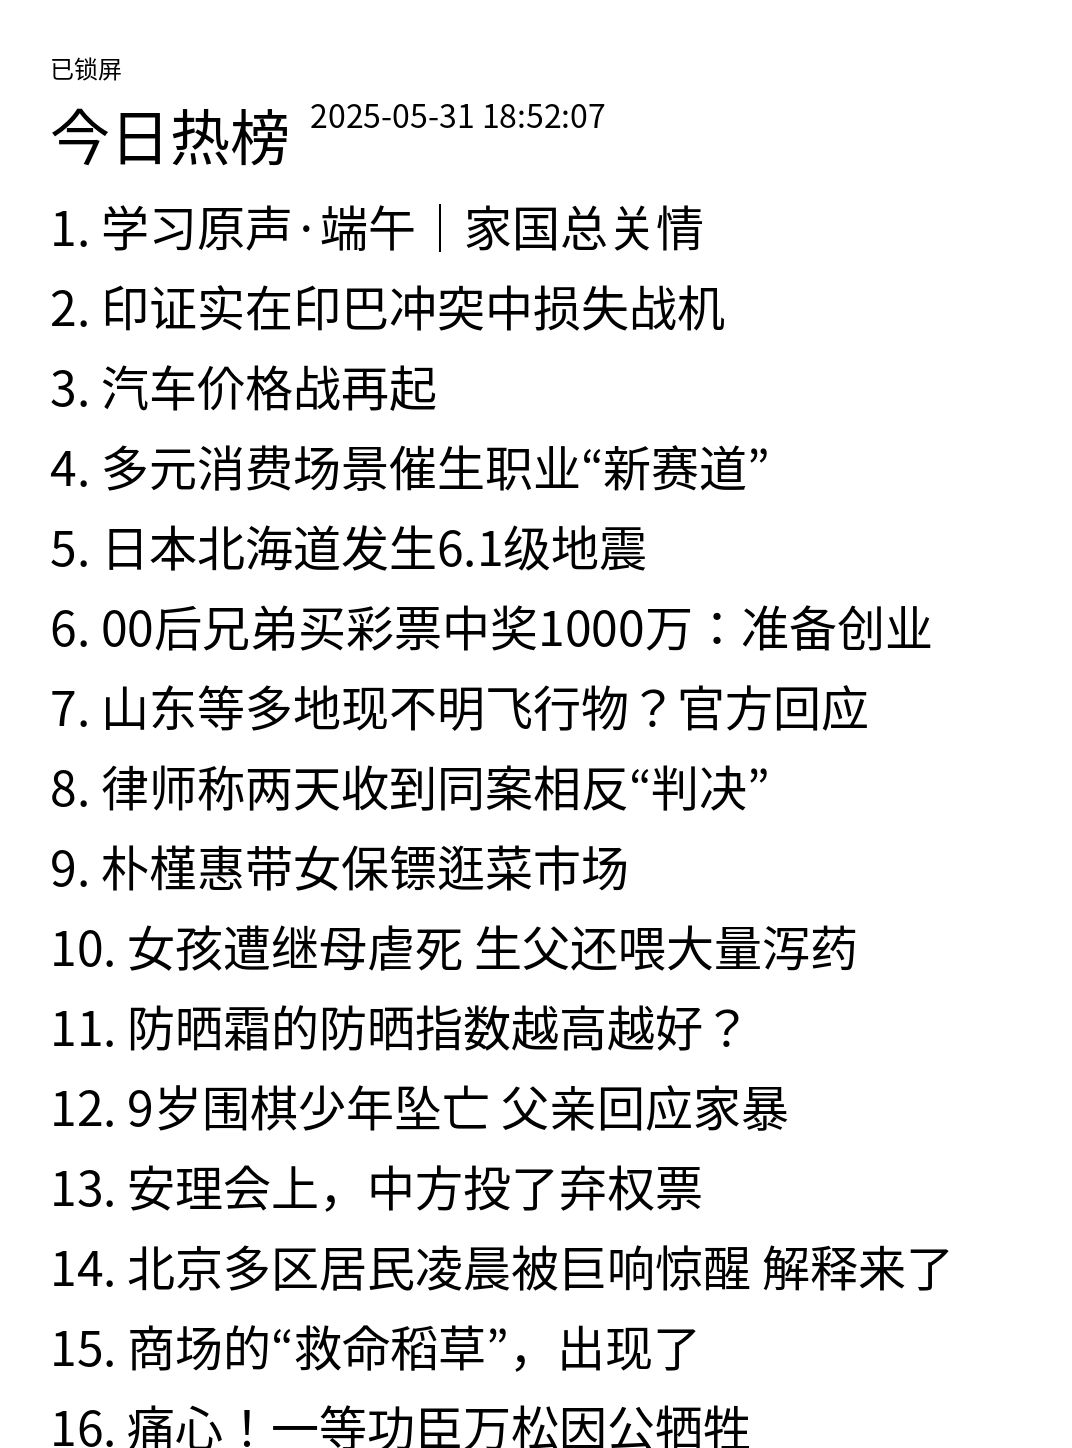 已锁屏
今日热榜 2025-05-31 18:52:07
1. 学习原声·端午｜家国总关情
2. 印证实在印巴冲突中损失战机
3. 汽车价格战再起
4. 多元消费场景催生职业“新赛道”
5. 日本北海道发生6.1级地震
6. 00后兄弟买彩票中奖1000万：准备创业
7. 山东等多地现不明飞行物？官方回应
8. 律师称两天收到同案相反“判决”
9. 朴槿惠带女保镖逛菜市场
10. 女孩遭继母虐死 生父还喂大量泻药
11. 防晒霜的防晒指数越高越好？
12. 9岁围棋少年坠亡 父亲回应家暴
13. 安理会上，中方投了弃权票
14. 北京多区居民凌晨被巨响惊醒 解释来了
15. 商场的“救命稻草”，出现了
16. 痛心！一等功臣万松因公牺牲